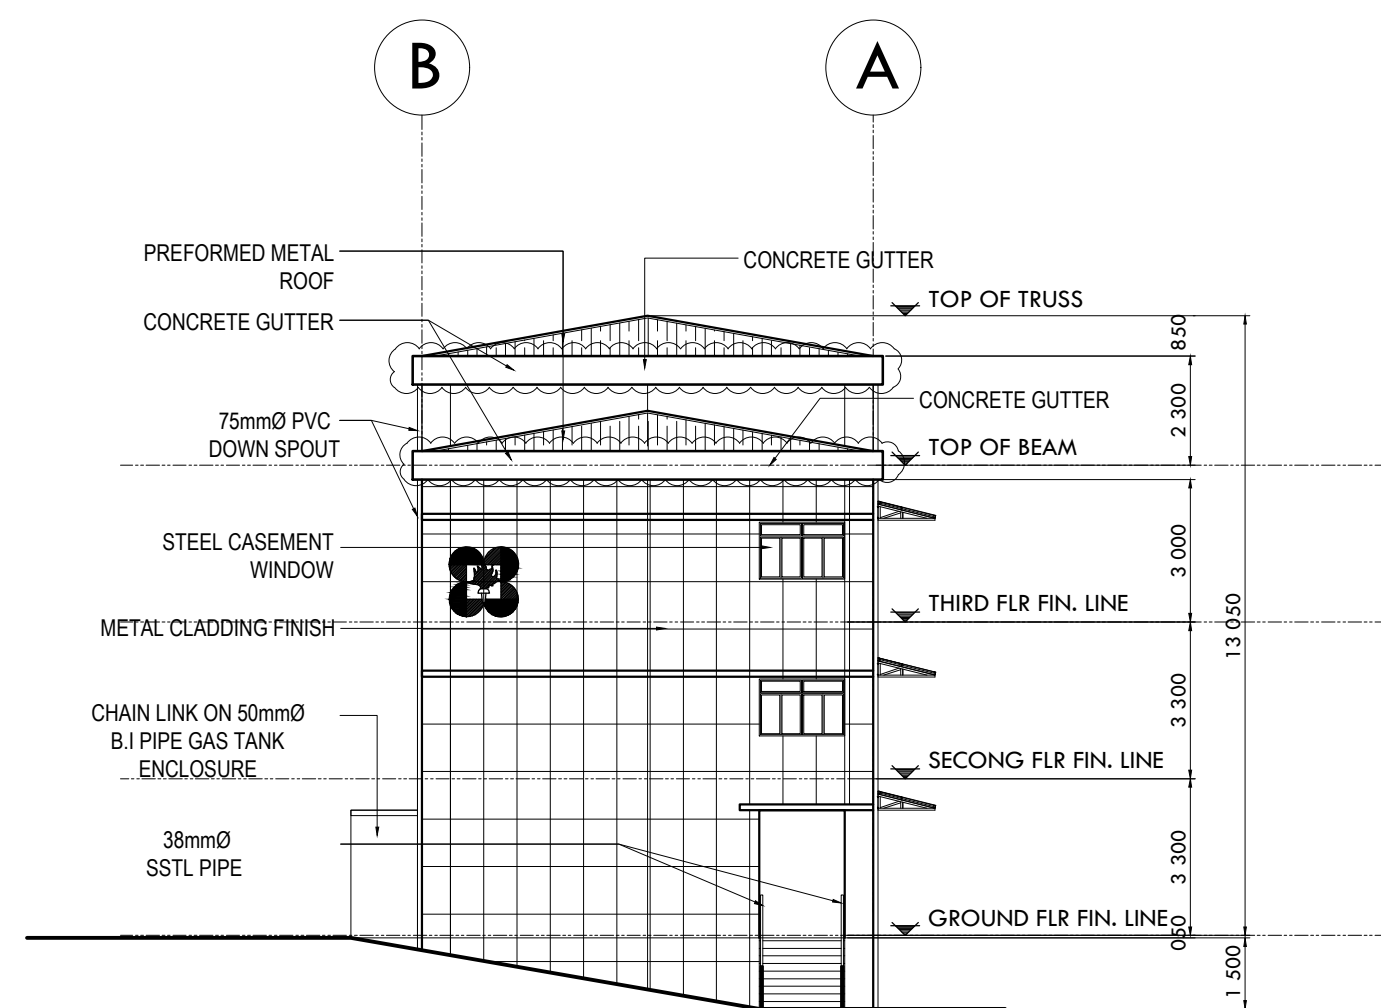 B
A
PREFORMED METAL
ROOF
CONCRETE GUTTER
CONCRETE GUTTER
TOP OF TRUSS
850
2 300
CONCRETE GUTTER
75mmØ PVC
DOWN SPOUT
TOP OF BEAM
STEEL CASEMENT
WINDOW
3 000
THIRD FLR FIN. LINE
13 050
METAL CLADDING FINISH
3 300
CHAIN LINK ON 50mmØ
B.I PIPE GAS TANK
ENCLOSURE
SECONG FLR FIN. LINE
38mmØ
SSTL PIPE
3 300
GROUND FLR FIN. LINE
050
1 500